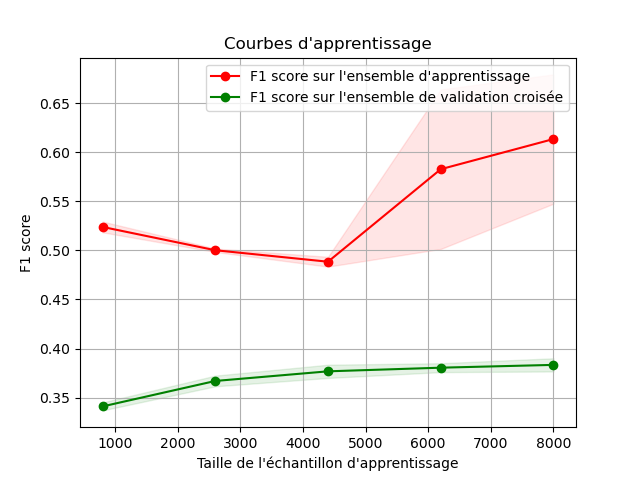 Courbes d'apprentissage
F1 score sur l'ensemble d'apprentissage
F1 score sur l'ensemble de validation croisée
F1 score
0.65
0.60
0.55
0.50
0.45
0.40
0.35
1000 2000 3000 4000 5000 6000 7000 8000
Taille de l'échantillon d'apprentissage